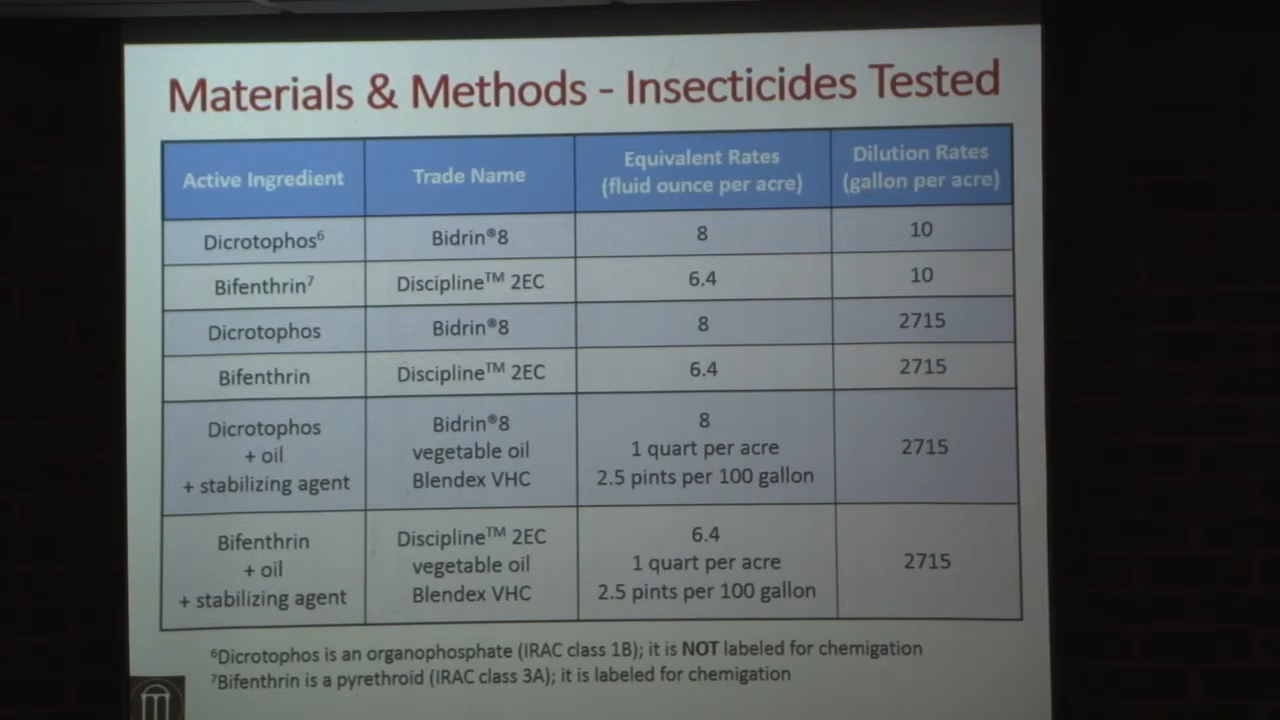 Materials & Methods - Insecticides Tested
Active Ingredient
Trade Name
Equivalent Rates
(fluid ounce per acre)
Dilution Rates
(gallon per acre)
Dicrotophos⁶
Bidrin®8
8
10
Bifenthrin⁷
Discipline™ 2EC
6.4
10
Dicrotophos
Bidrin®8
8
2715
Bifenthrin
Discipline™ 2EC
6.4
2715
Dicrotophos
+ oil
+ stabilizing agent
Bidrin®8
vegetable oil
Blendex VHC
8
1 quart per acre
2.5 pints per 100 gallon
2715
Bifenthrin
+ oil
+ stabilizing agent
Discipline™ 2EC
vegetable oil
Blendex VHC
6.4
1 quart per acre
2.5 pints per 100 gallon
2715
⁶Dicrotophos is an organophosphate (IRAC class 1B); it is NOT labeled for chemigation
⁷Bifenthrin is a pyrethroid (IRAC class 3A); it is labeled for chemigation